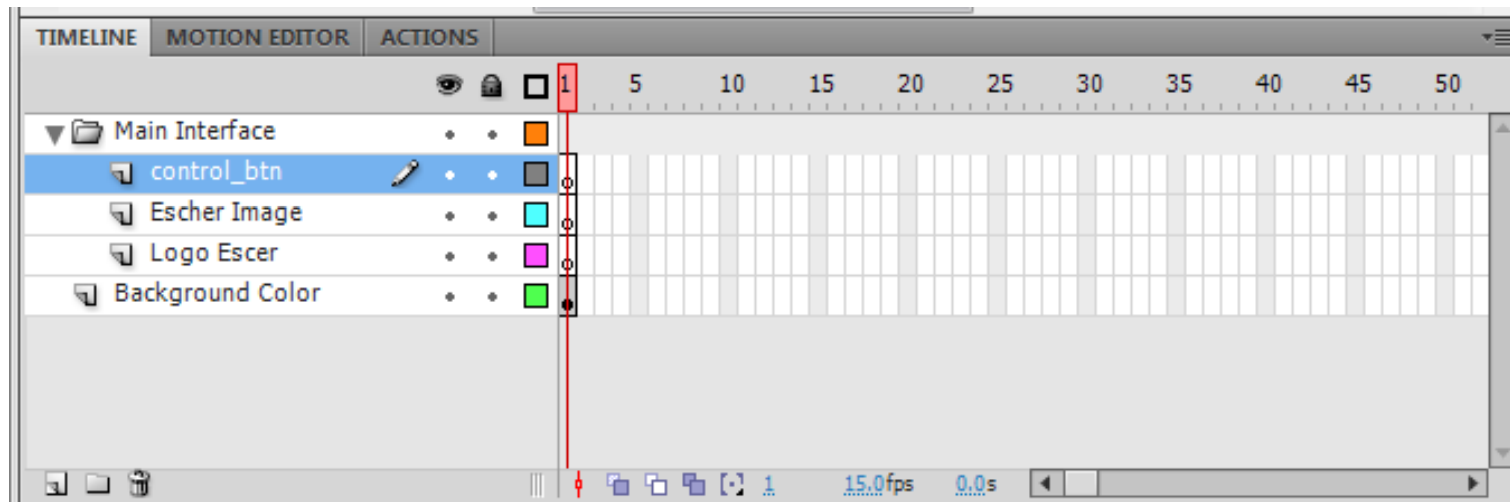 TIMELINE MOTION EDITOR ACTIONS
1 5 10 15 20 25 30 35 40 45 50
Main Interface
control_btn
Escher Image
Logo Escer
Background Color
1 15.0fps 0.0s